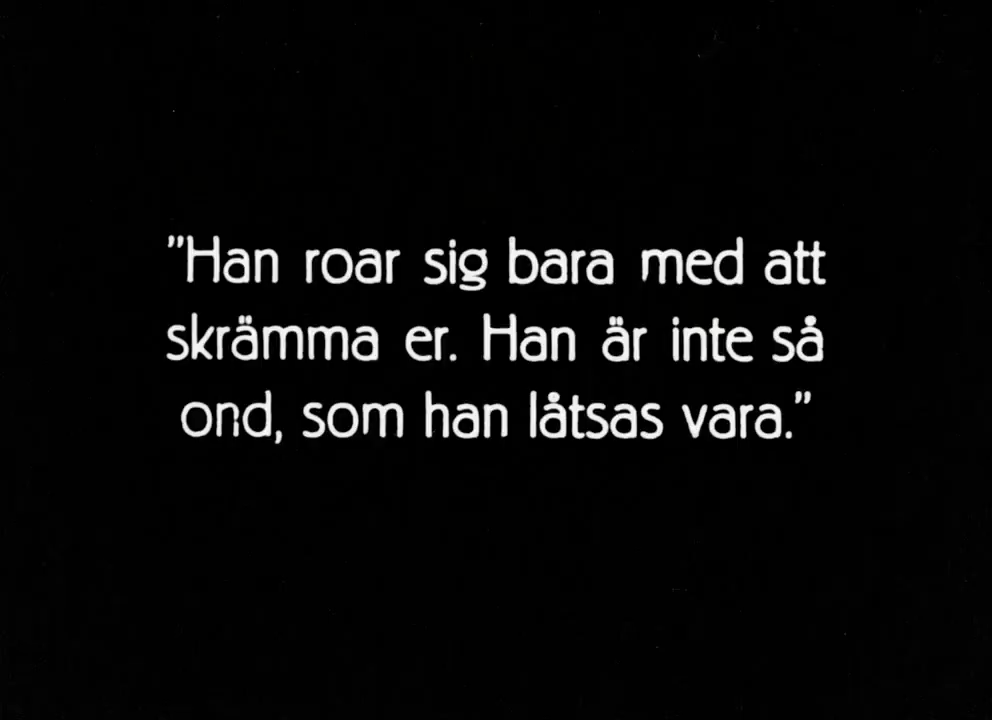 ”Han roar sig bara med att
skrämma er. Han är inte så
ond, som han låtsas vara.”